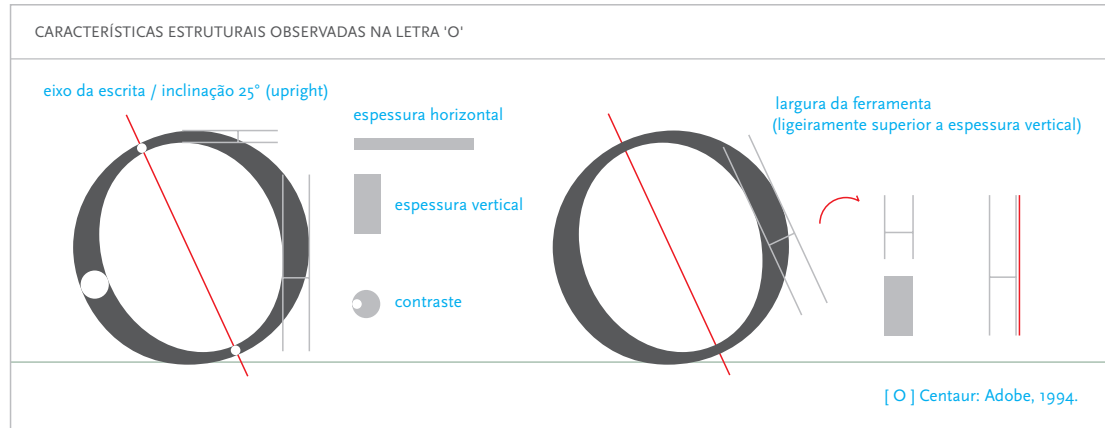 CARACTERÍSTICAS ESTRUTURAIS OBSERVADAS NA LETRA 'O'
eixo da escrita / inclinação 25° (upright)
espessura horizontal
espessura vertical
contraste
largura da ferramenta
(ligeiramente superior a espessura vertical)
[ O ] Centaur: Adobe, 1994.